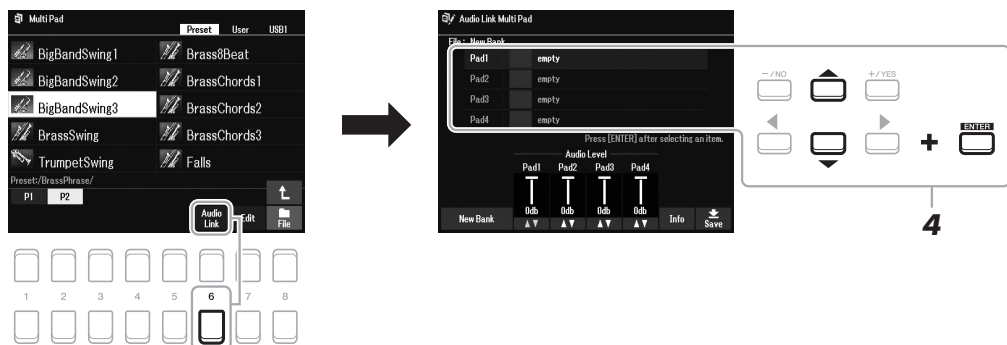 Multi Pad
Preset User USB1
BigBandSwing1 Brass8Beat
BigBandSwing2 BrassChords1
BigBandSwing3 BrassChords2
BrassSwing BrassChords3
TrumpetSwing Falls
Preset:/BrassPhrase/
P1 P2
Audio Link Edit File
1 2 3 4 5 6 7 8
Audio Link Multi Pad
File: New Bank
Pad1 empty
Pad2 empty
Pad3 empty
Pad4 empty
Press [ENTER] after selecting an item.
Audio Level
Pad1 Pad2 Pad3 Pad4
0db 0db 0db 0db
New Bank Info Save
−/NO +/YES
+ ENTER
4